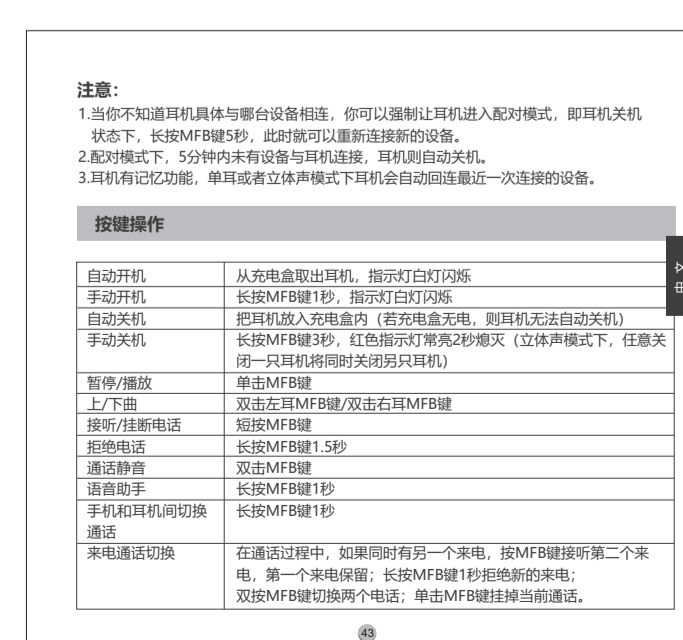 注意：
1.当你不知道耳机具体与哪台设备相连，你可以强制让耳机进入配对模式，即耳机关机
状态下，长按MFB键5秒，此时就可以重新连接新的设备。
2.配对模式下，5分钟内未有设备与耳机连接，耳机则自动关机。
3.耳机有记忆功能，单耳或者立体声模式下耳机会自动回连最近一次连接的设备。
按键操作
自动开机 从充电盒取出耳机，指示灯白灯闪烁
手动开机 长按MFB键1秒，指示灯白灯闪烁
自动关机 把耳机放入充电盒内（若充电盒无电，则耳机无法自动关机）
手动关机 长按MFB键3秒，红色指示灯常亮2秒熄灭（立体声模式下，任意关
闭一只耳机将同时关闭另只耳机）
暂停/播放 单击MFB键
上/下曲 双击左耳MFB键/双击右耳MFB键
接听/挂断电话 短按MFB键
拒绝电话 长按MFB键1.5秒
通话静音 双击MFB键
语音助手 长按MFB键1秒
手机和耳机间切换 长按MFB键1秒
通话
来电通话切换 在通话过程中，如果同时有另一个来电，按MFB键接听第二个来
电，第一个来电保留；长按MFB键1秒拒绝新的来电；
双按MFB键切换两个电话；单击MFB键挂掉当前通话。
43